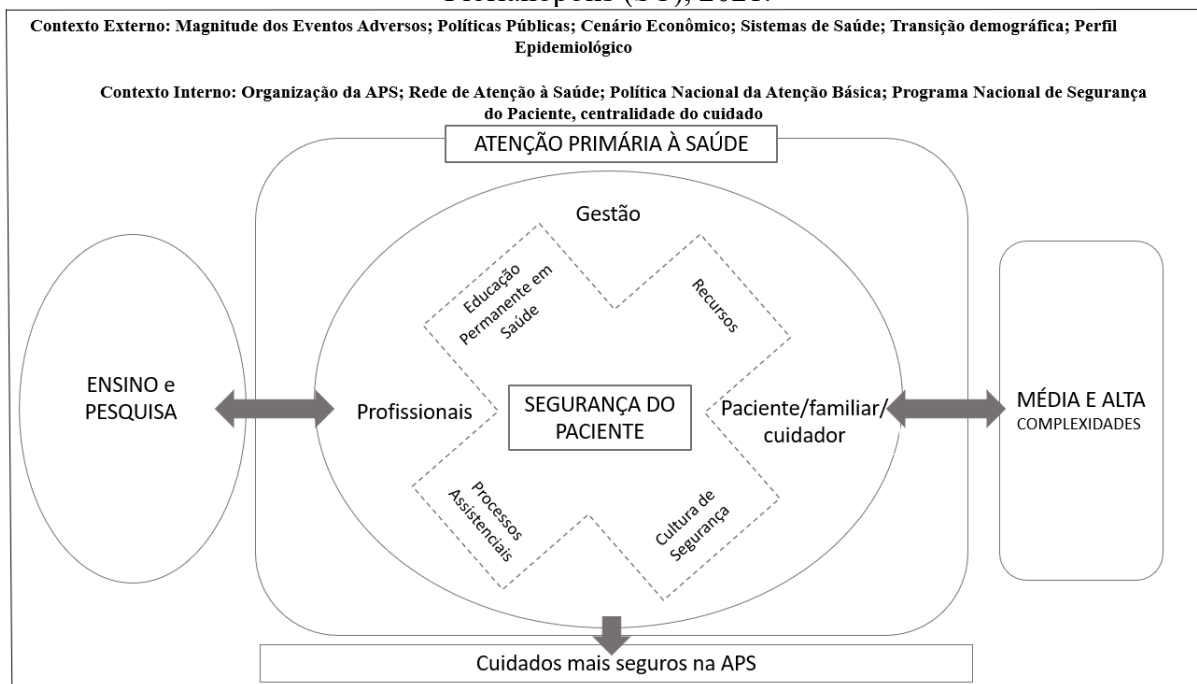 Contexto Externo: Magnitude dos Eventos Adversos; Políticas Públicas; Cenário Econômico; Sistemas de Saúde; Transição demográfica; Perfil
Epidemiológico
Contexto Interno: Organização da APS; Rede de Atenção à Saúde; Política Nacional da Atenção Básica; Programa Nacional de Segurança
do Paciente, centralidade do cuidado
ATENÇÃO PRIMÁRIA À SAÚDE
Gestão
Educação
Permanente em
Saúde
Recursos
ENSINO e
PESQUISA
Profissionais
SEGURANÇA DO
PACIENTE
Paciente/familiar/
cuidador
MÉDIA E ALTA
COMPLEXIDADES
Processos
Assistenciais
Cultura de
Segurança
Cuidados mais seguros na APS